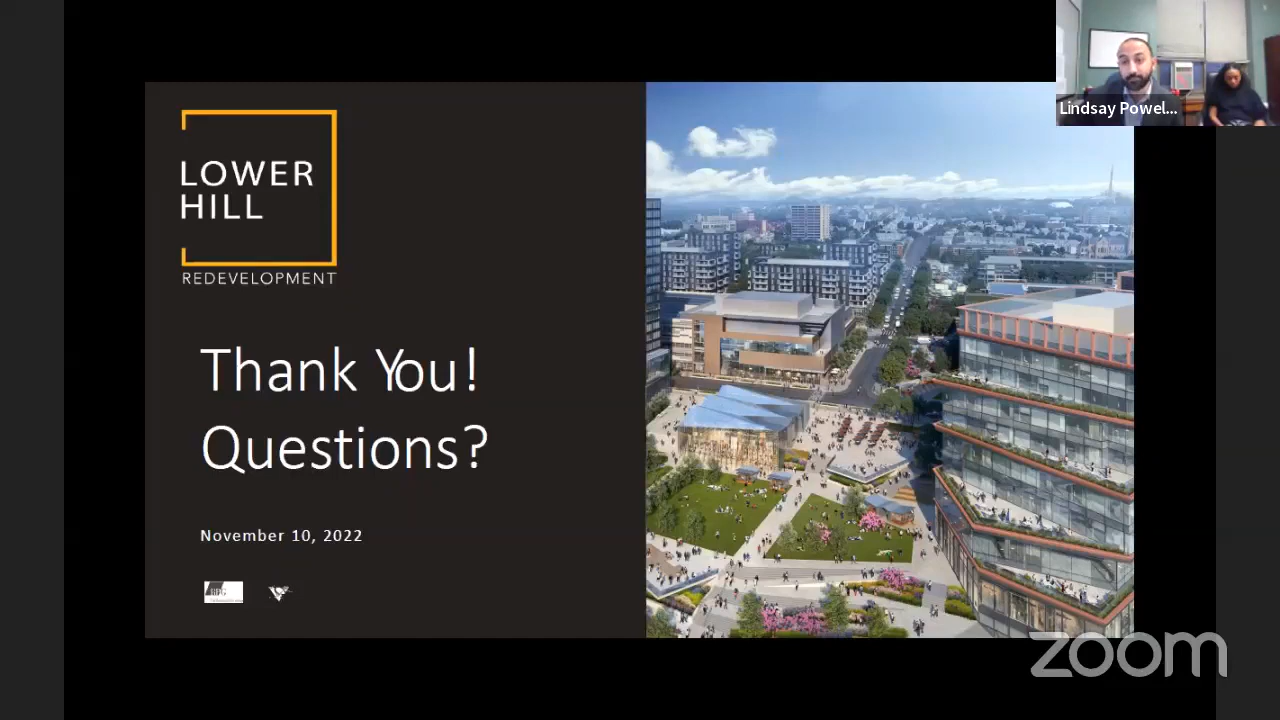 Lindsay Powel...
LOWER
HILL
REDEVELOPMENT
Thank You!
Questions?
November 10, 2022
zoom